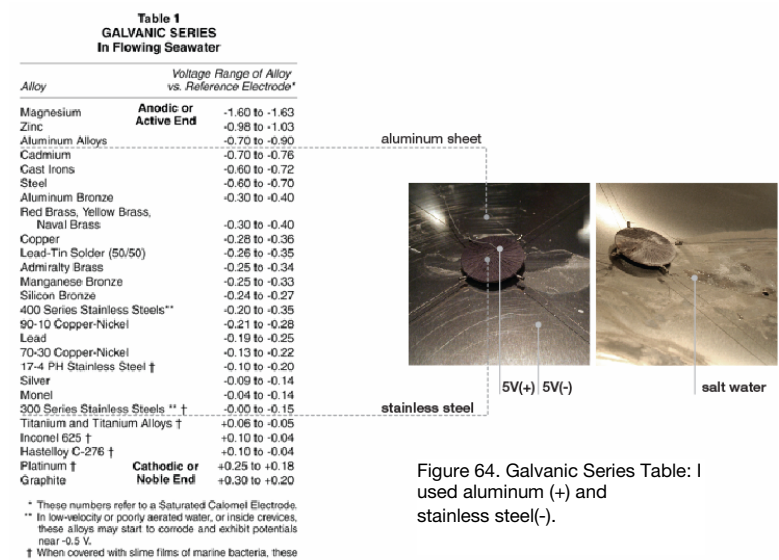 Table 1
GALVANIC SERIES
In Flowing Seawater
Alloy
Voltage Range of Alloy
vs. Reference Electrode*
Anodic or
Active End
Magnesium -1.60 to -1.63
Zinc -0.98 to -1.03
Aluminum Alloys -0.70 to -0.90
Cadmium -0.70 to -0.76
Cast Irons -0.60 to -0.72
Steel -0.60 to -0.70
Aluminum Bronze -0.30 to -0.40
Red Brass, Yellow Brass,
Naval Brass -0.30 to -0.40
Copper -0.28 to -0.36
Lead-Tin Solder (50/50) -0.26 to -0.35
Admiralty Brass -0.25 to -0.34
Manganese Bronze -0.25 to -0.33
Silicon Bronze -0.24 to -0.27
400 Series Stainless Steels** -0.20 to -0.35
90-10 Copper-Nickel -0.21 to -0.28
Lead -0.19 to -0.25
70-30 Copper-Nickel -0.13 to -0.22
17-4 PH Stainless Steel † -0.10 to -0.20
Silver -0.09 to -0.14
Monel -0.04 to -0.14
300 Series Stainless Steels ** † -0.00 to -0.15
Titanium and Titanium Alloys † +0.06 to -0.05
Inconel 625 † +0.10 to -0.04
Hastelloy C-276 † +0.10 to -0.04
Platinum † +0.25 to +0.18
Graphite +0.30 to +0.20
Cathodic or
Noble End
* These numbers refer to a Saturated Calomel Electrode.
** In low-velocity or poorly aerated water, or inside crevices,
these alloys may start to corrode and exhibit potentials
near -0.5 V.
† When covered with slime films of marine bacteria, these
aluminum sheet
stainless steel
5V(+) 5V(-)
salt water
Figure 64. Galvanic Series Table: I
used aluminum (+) and
stainless steel(-).